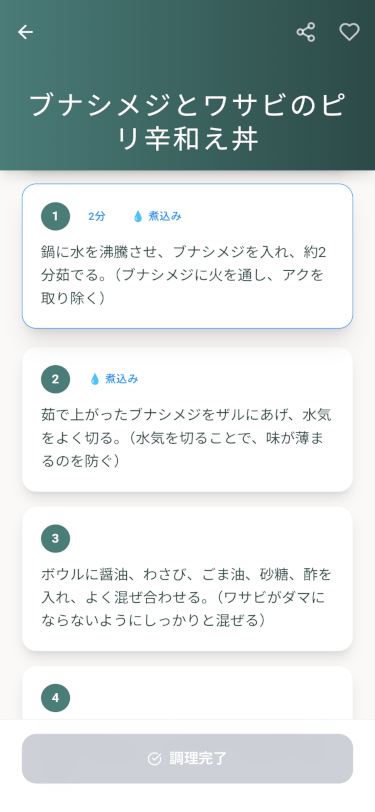 ブナシメジとワサビのピ
リ辛和え丼
1 2分 煮込み
鍋に水を沸騰させ、ブナシメジを入れ、約2
分茹でる。（ブナシメジに火を通し、アクを
取り除く）
2 煮込み
茹で上がったブナシメジをザルにあげ、水気
をよく切る。（水気を切ることで、味が薄ま
るのを防ぐ）
3
ボウルに醤油、わさび、ごま油、砂糖、酢を
入れ、よく混ぜ合わせる。（ワサビがダマに
ならないようにしっかりと混ぜる）
4
調理完了